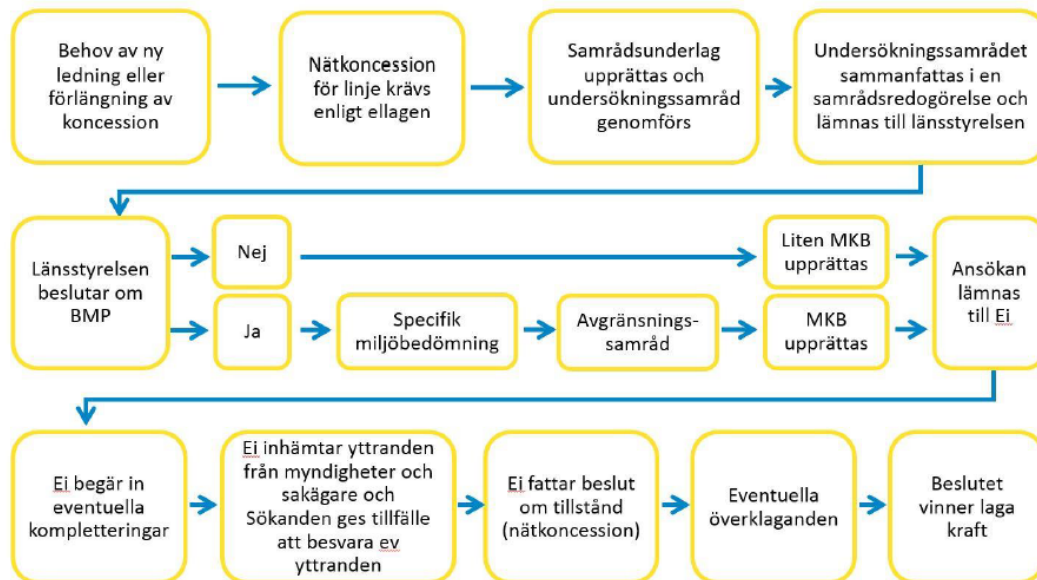 Behov av ny
ledning eller
förlängning av
koncession
Nätkoncession
för linje krävs
enligt ellagen
Samrådsunderlag
upprättas och
undersökningssamråd
genomförs
Undersökningssamrådet
sammanfattas i en
samrådsredogörelse och
lämnas till länsstyrelsen
Länsstyrelsen
beslutar om
BMP
Nej
Liten MKB
upprättas
Ja
Specifik
miljöbedömning
Avgränsnings-
samråd
MKB
upprättas
Ansökan
lämnas
till Ei
Ei begär in
eventuella
kompletteringar
Ei inhämtar yttranden
från myndigheter och
sakägare och
Sökanden ges tillfälle
att besvara ev
yttranden
Ei fattar beslut
om tillstånd
(nätkoncession)
Eventuella
överklaganden
Beslutet
vinner laga
kraft